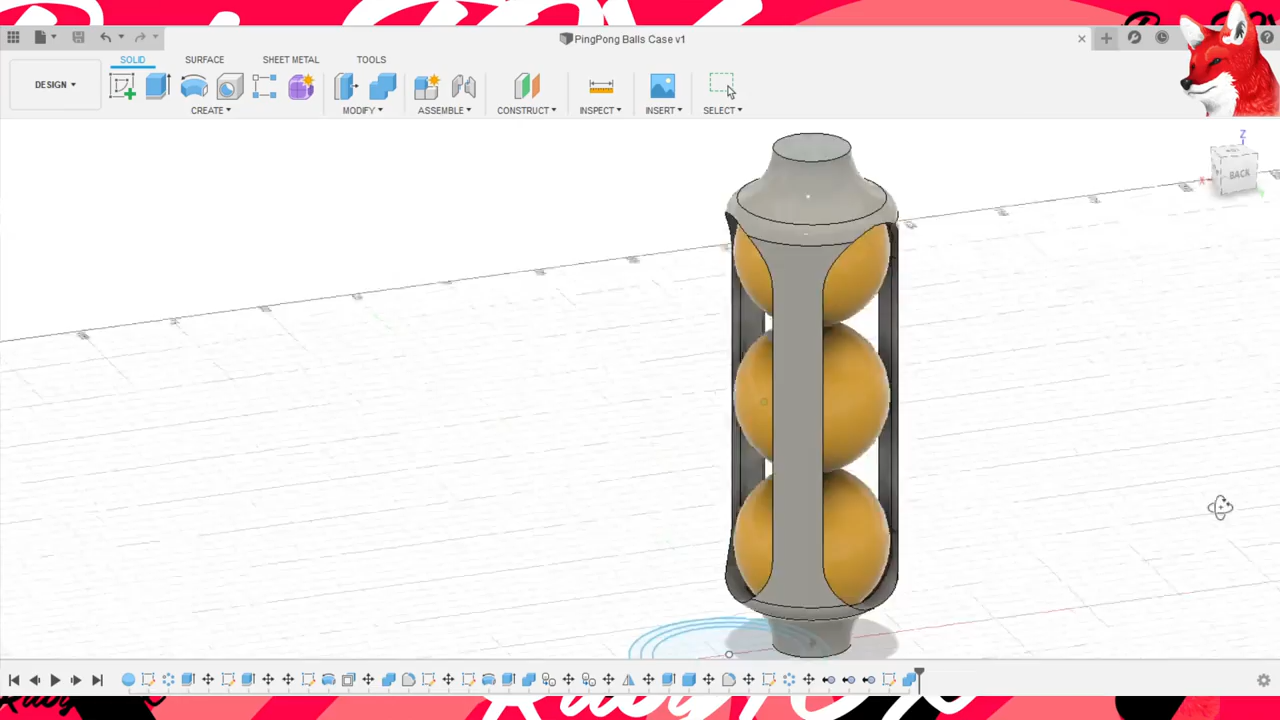 PingPong Balls Case v1
SOLID SURFACE SHEET METAL TOOLS
DESIGN
CREATE MODIFY ASSEMBLE CONSTRUCT INSPECT INSERT SELECT
Z
X
BACK